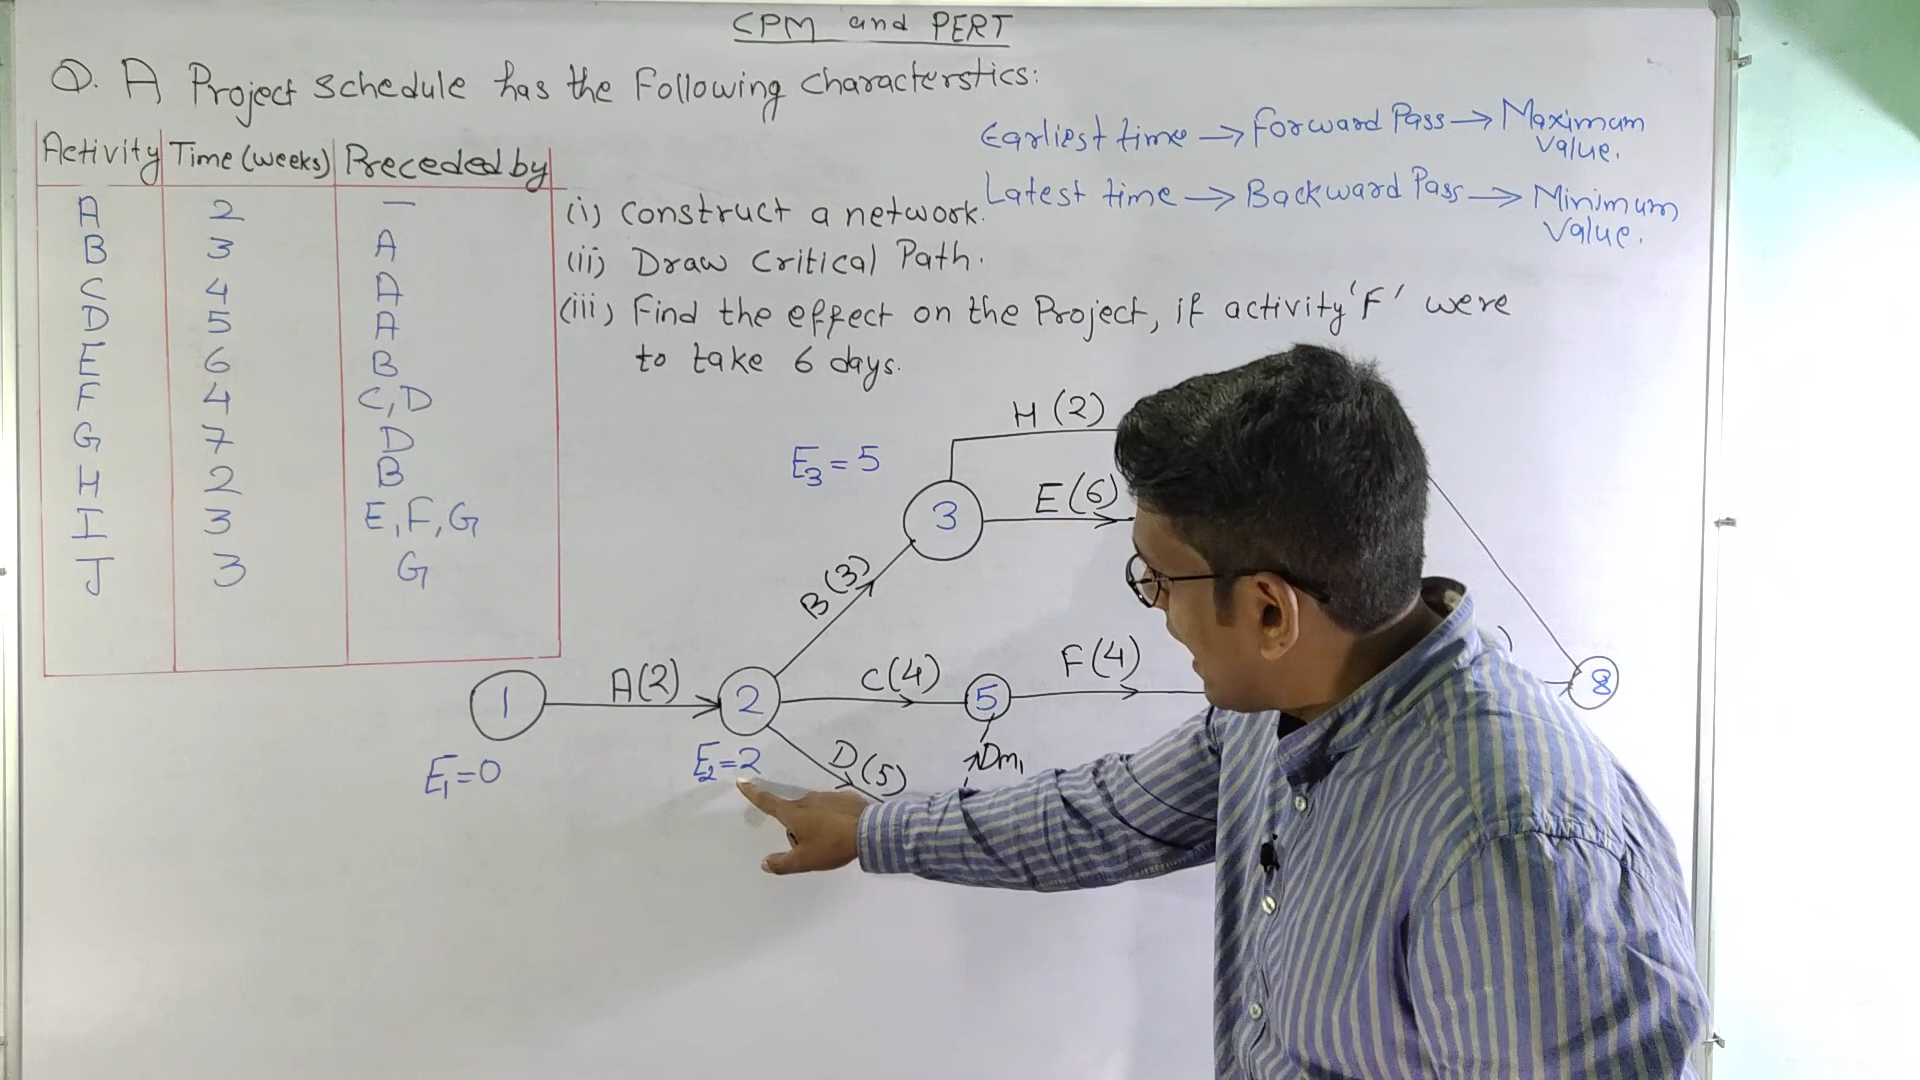 CPM and PERT
Q. A Project schedule has the Following characterstics:
Activity Time (weeks) Preceded by
A 2 —
B 3 A
C 4 A
D 5 A
E 6 B
F 4 C, D
G 7 D
H 2 B
I 3 E, F, G
J 3 G
Earliest time → Forward Pass → Maximum
Value.
Latest time → Backward Pass → Minimum
Value.
(i) Construct a network.
(ii) Draw Critical Path.
(iii) Find the effect on the Project, if activity 'F' were
to take 6 days.
H (2)
E3 = 5
3
E (6)
B (3)
A (2)
C (4)
F (4)
1
2
5
8
E1 = 0
E2 = 2
D (5)
Dm1